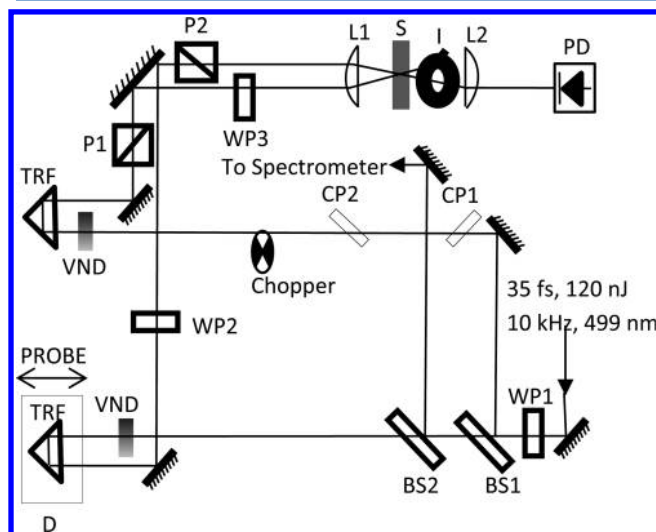 P2
L1
S
I
L2
PD
WP3
P1
TRF
To Spectrometer
CP2
CP1
VND
Chopper
35 fs, 120 nJ
10 kHz, 499 nm
WP2
PROBE
TRF
VND
WP1
BS2
BS1
D